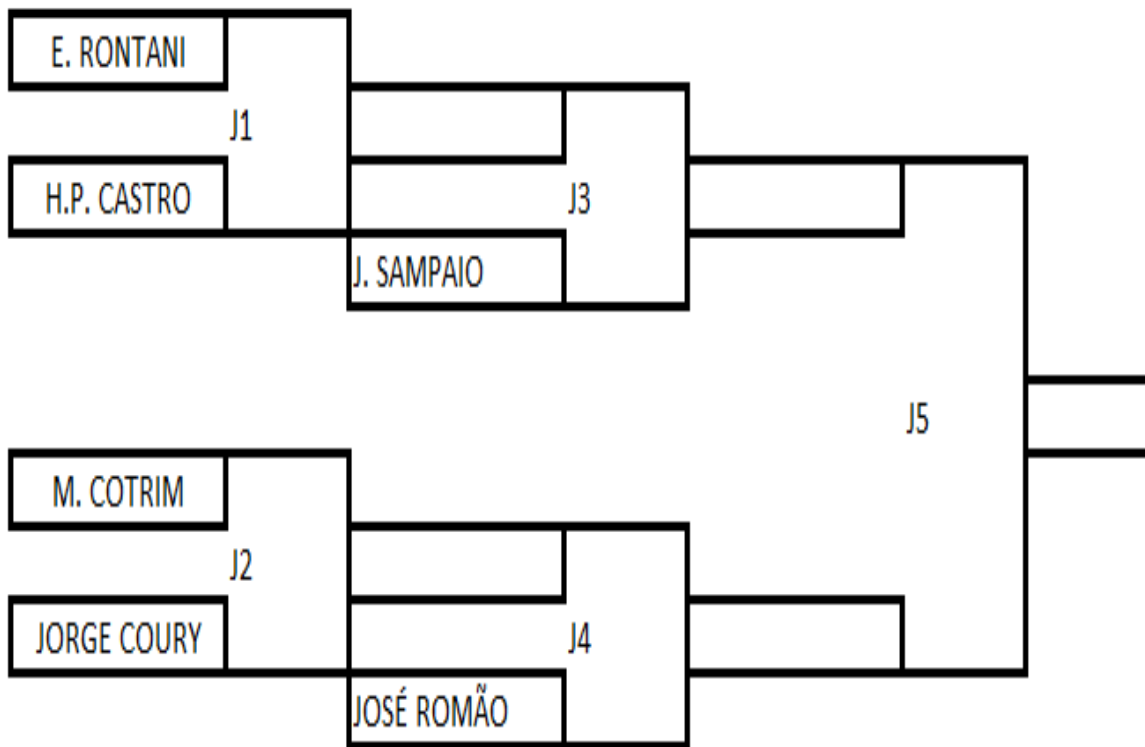 E. RONTANI
J1
H.P. CASTRO
J3
J. SAMPAIO
J5
M. COTRIM
J2
JORGE COURY
J4
JOSÉ ROMÃO